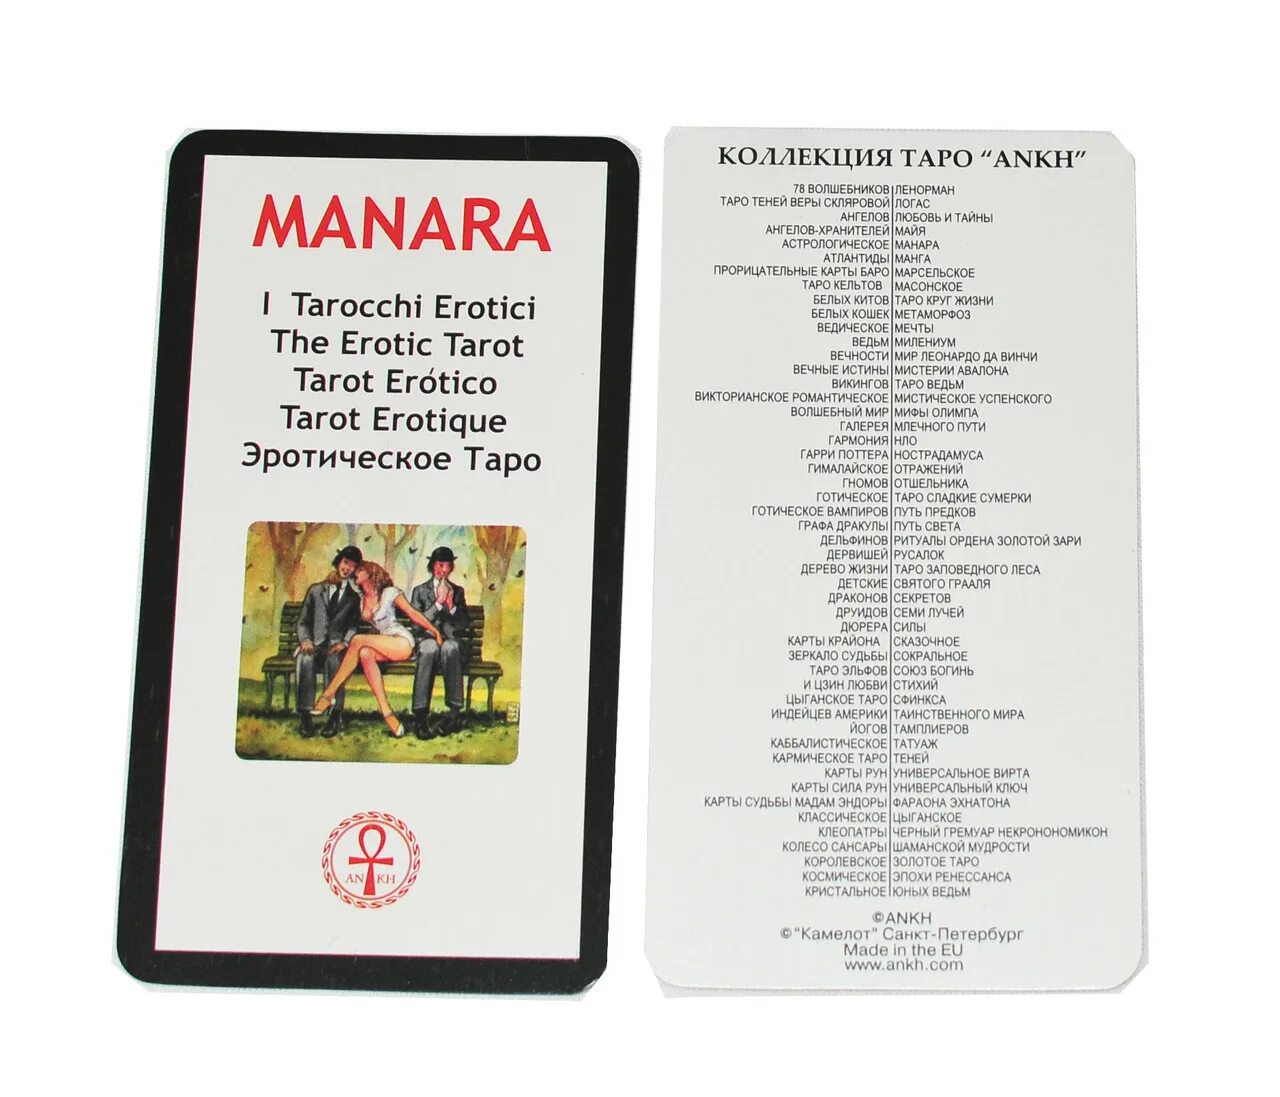 MANARA
I Tarocchi Erotici
The Erotic Tarot
Tarot Erótico
Tarot Erotique
Эротическое Таро
AN KH
КОЛЛЕКЦИЯ ТАРО “ANKH”
78 ВОЛШЕБНИКОВ ЛЕНОРМАН
ТАРО ТЕНЕЙ ВЕРЫ СКЛЯРОВОЙ ЛОГАС
АНГЕЛОВ ЛЮБОВЬ И ТАЙНЫ
АНГЕЛОВ-ХРАНИТЕЛЕЙ МАЙЯ
АСТРОЛОГИЧЕСКОЕ МАНАРА
АТЛАНТИДЫ МАНГА
ПРОРИЦАТЕЛЬНЫЕ КАРТЫ БАРО МАРСЕЛЬСКОЕ
ТАРО КЕЛЬТОВ МАСОНСКОЕ
БЕЛЫХ КИТОВ ТАРО КРУГ ЖИЗНИ
БЕЛЫХ КОШЕК МЕТАМОРФОЗ
ВЕДИЧЕСКОЕ МЕЧТЫ
ВЕДЬМ МИЛЕНИУМ
ВЕЧНОСТИ МИР ЛЕОНАРДО ДА ВИНЧИ
ВЕЧНЫЕ ИСТИНЫ МИСТЕРИИ АВАЛОНА
ВИКИНГОВ ТАРО ВЕДЬМ
ВИКТОРИАНСКОЕ РОМАНТИЧЕСКОЕ МИСТИЧЕСКОЕ УСПЕНСКОГО
ВОЛШЕБНЫЙ МИР МИФЫ ОЛИМПА
ГАЛЕРЕЯ МЛЕЧНОГО ПУТИ
ГАРМОНИЯ НЛО
ГАРРИ ПОТТЕРА НОСТРАДАМУСА
ГИМАЛАЙСКОЕ ОТРАЖЕНИЙ
ГНОМОВ ОТШЕЛЬНИКА
ГОТИЧЕСКОЕ ТАРО СЛАДКИЕ СУМЕРКИ
ГОТИЧЕСКОЕ ВАМПИРОВ ПУТЬ ПРЕДКОВ
ГРАФА ДРАКУЛЫ ПУТЬ СВЕТА
ДЕЛЬФИНОВ РИТУАЛЫ ОРДЕНА ЗОЛОТОЙ ЗАРИ
ДЕРВИШЕЙ РУСАЛОК
ДЕРЕВО ЖИЗНИ ТАРО ЗАПОВЕДНОГО ЛЕСА
ДЕТСКИЕ СВЯТОГО ГРААЛЯ
ДРАКОНОВ СЕКРЕТОВ
ДРУИДОВ СЕМИ ЛУЧЕЙ
ДЮРЕРА СИЛЫ
КАРТЫ КРАЙОНА СКАЗОЧНОЕ
ЗЕРКАЛО СУДЬБЫ СОКРАЛЬНОЕ
ТАРО ЭЛЬФОВ СОЮЗ БОГИНЬ
И ЦЗИН ЛЮБВИ СТИХИЙ
ЦЫГАНСКОЕ ТАРО СФИНКСА
ИНДЕЙЦЕВ АМЕРИКИ ТАИНСТВЕННОГО МИРА
ЙОГОВ ТАМПЛИЕРОВ
КАББАЛИСТИЧЕСКОЕ ТАТУАЖ
КАРМИЧЕСКОЕ ТАРО ТЕНЕЙ
КАРТЫ РУН УНИВЕРСАЛЬНОЕ ВИРТА
КАРТЫ СИЛА РУН УНИВЕРСАЛЬНЫЙ КЛЮЧ
КАРТЫ СУДЬБЫ МАДАМ ЭНДОРЫ ФАРАОНА ЭХНАТОНА
КЛАССИЧЕСКОЕ ЦЫГАНСКОЕ
КЛЕОПАТРЫ ЧЕРНЫЙ ГРЕМУАР НЕКРОНОНОМИКОН
КОЛЕСО САНСАРЫ ШАМАНСКОЙ МУДРОСТИ
КОРОЛЕВСКОЕ ЗОЛОТОЕ ТАРО
КОСМИЧЕСКОЕ ЭПОХИ РЕНЕССАНСА
КРИСТАЛЬНОЕ ЮНЫХ ВЕДЬМ
©ANKH
©“Камелот” Санкт-Петербург
Made in the EU
www.ankh.com